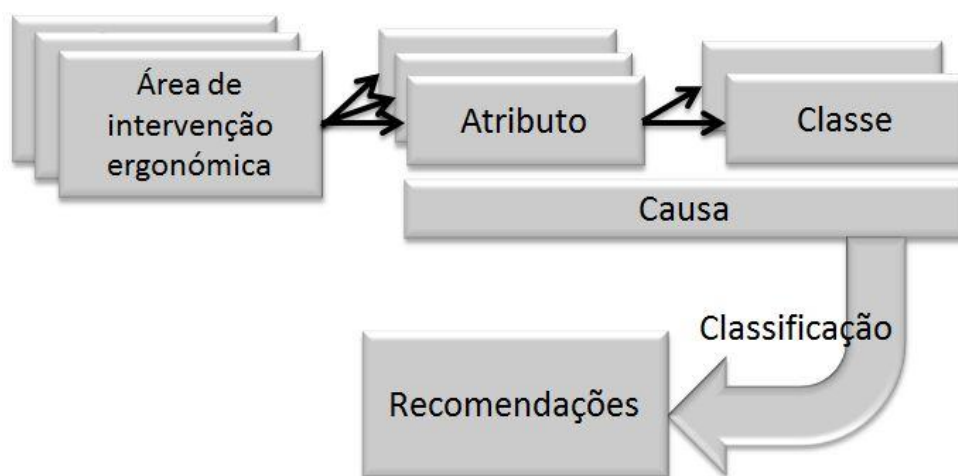 Área de
intervenção
ergonómica
Atributo
Classe
Causa
Classificação
Recomendações